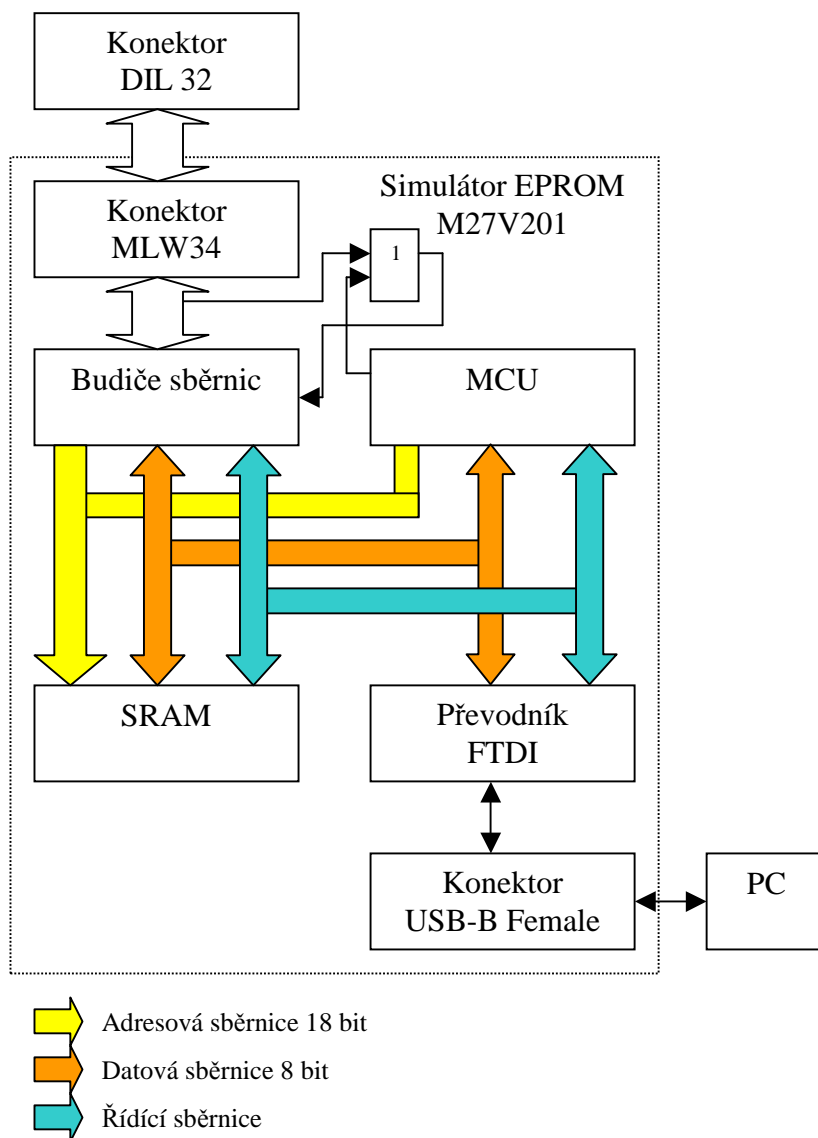 Konektor
DIL 32
Konektor
MLW34
Simulátor EPROM
M27V201
1
Budiče sběrnic
MCU
SRAM
Převodník
FTDI
Konektor
USB-B Female
PC
Adresová sběrnice 18 bit
Datová sběrnice 8 bit
Řídící sběrnice